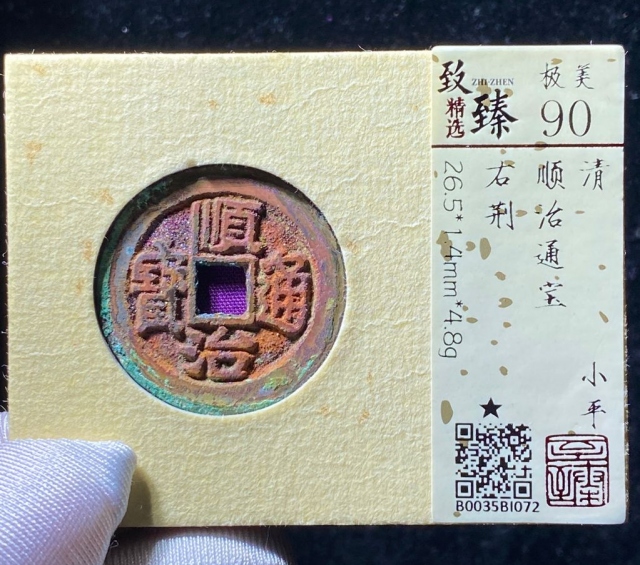 順治通寶
致臻
ZHI-ZHEN
精选
极美
90
清
顺治通宝
小平
右荆
26.5*1.4mm*4.8g
B0035BI072